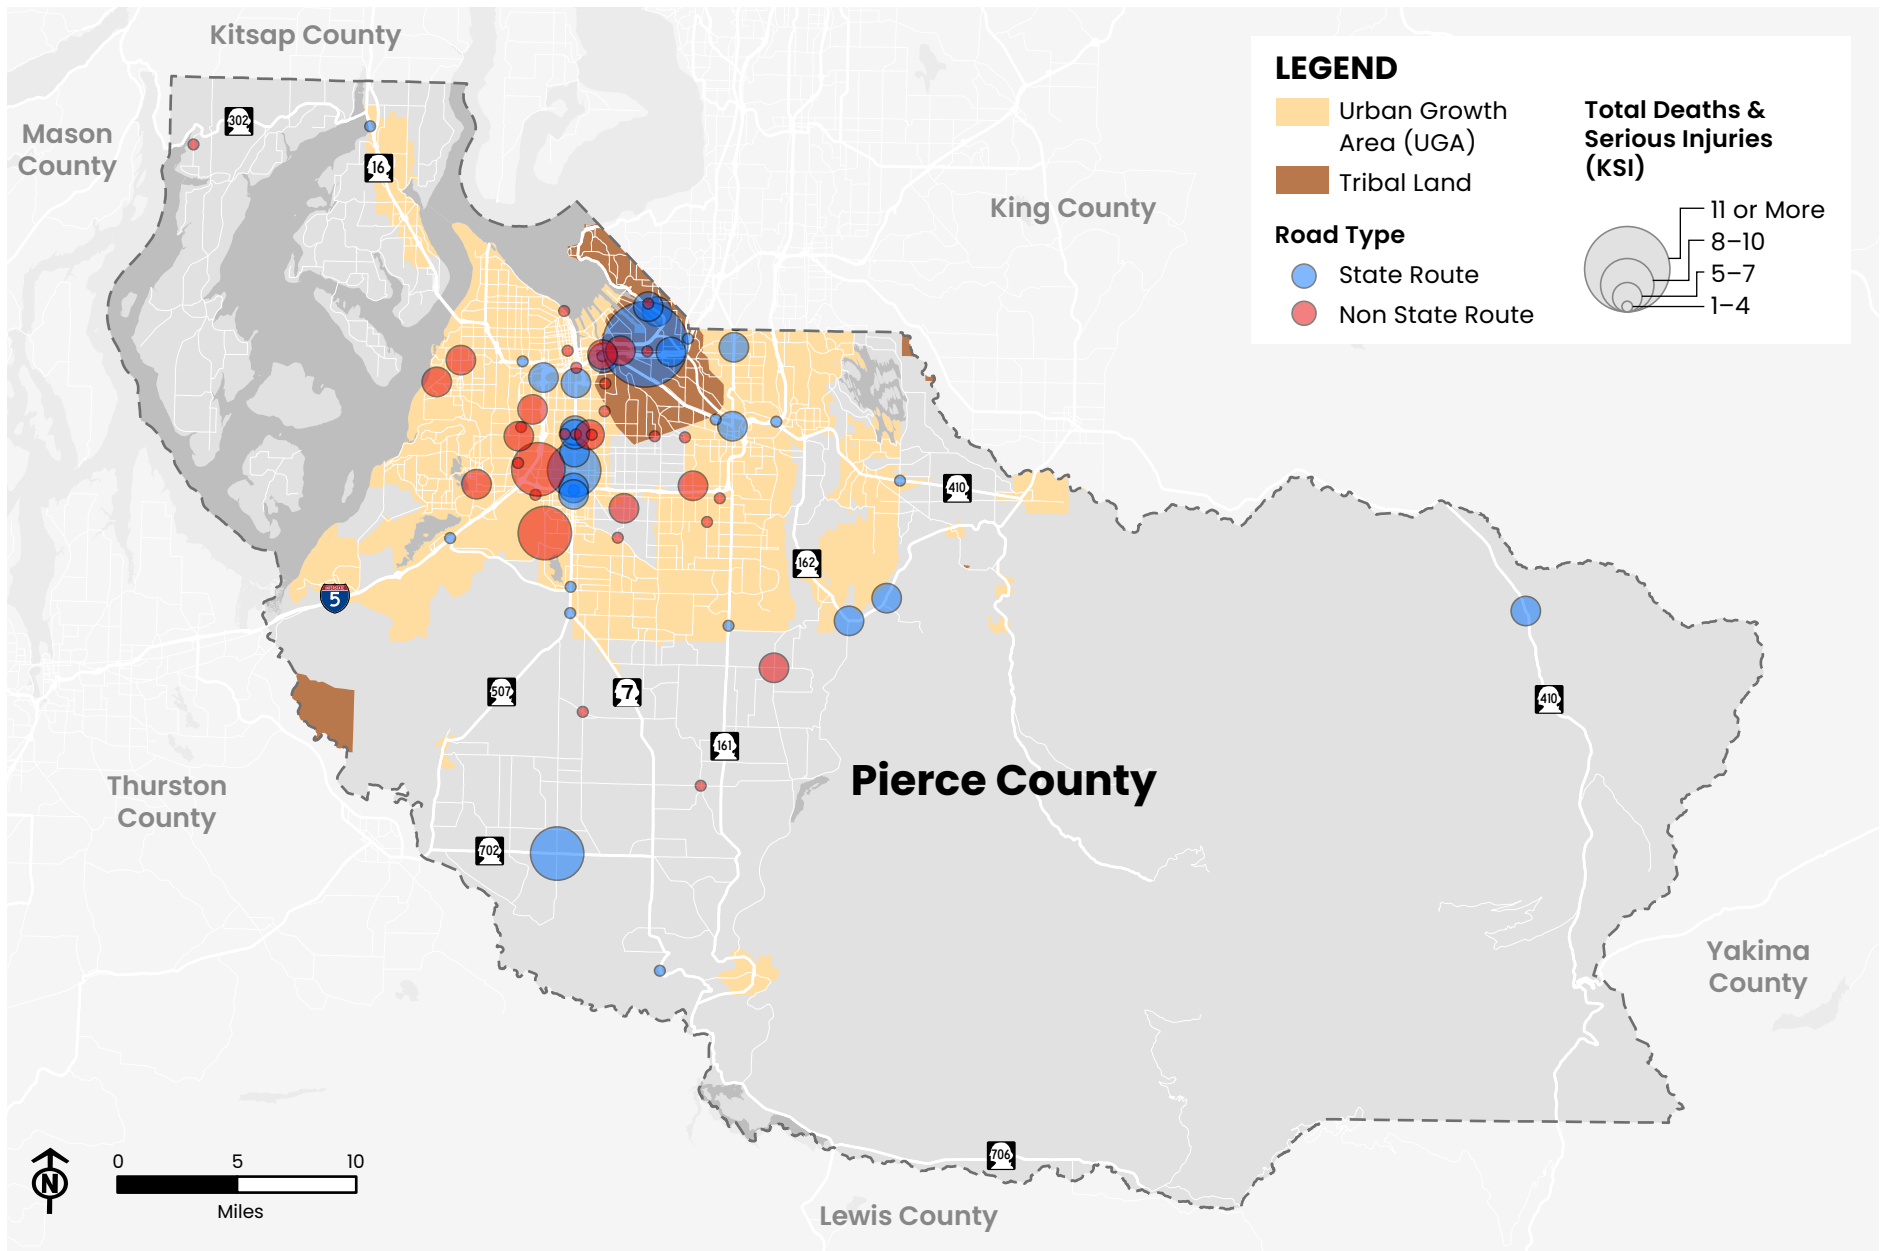 Kitsap County
Mason
County
302
16
King County
LEGEND
Urban Growth
Area (UGA)
Tribal Land
Road Type
State Route
Non State Route
Total Deaths &
Serious Injuries
(KSI)
11 or More
8–10
5–7
1–4
410
162
5
507
7
161
410
Thurston
County
Pierce County
702
Yakima
County
706
Lewis County
N
0 5 10
Miles